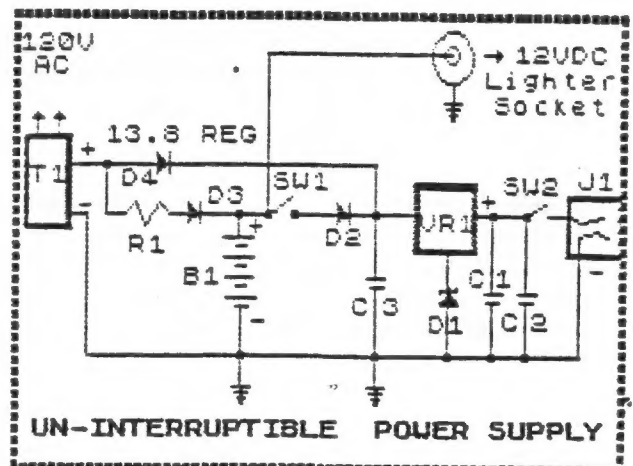 120V
AC
→ 12VDC
Lighter
Socket
13.8 REG
+
T1
D4
D3
SW1
SW2
J1
R1
+
D2
VR1
+
-
B1
-
C3
D1
C1
C2
-
UN-INTERRUPTIBLE POWER SUPPLY